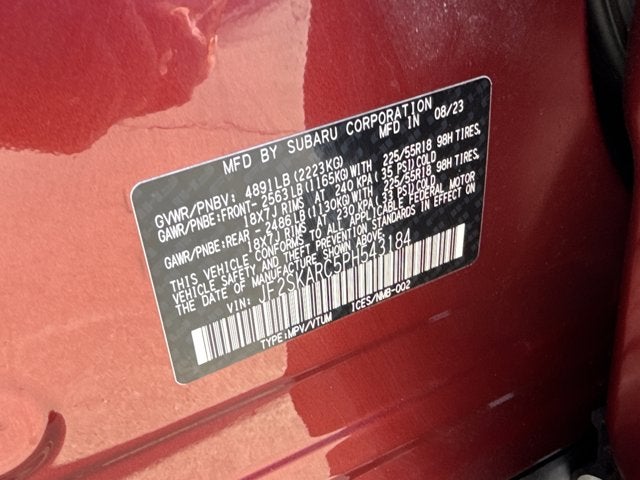 MFD BY SUBARU CORPORATION 08/23
MFD IN
GVWR/PNBV: 4891LB(2223KG)
GAWR/PNBE:FRONT- 2563LB(1165KG)WITH 225/55R18 98H TIRES,
18X7J RIMS AT 240 KPA(35 PSI)COLD
GAWR/PNBE:REAR -2486LB(1130KG)WITH 225/55R18 98H TIRES,
18X7J RIMS AT 230 KPA(33 PSI)COLD
THIS VEHICLE CONFORMS TO ALL APPLICABLE FEDERAL MOTOR
VEHICLE SAFETY AND THEFT PREVENTION STANDARDS IN EFFECT
ON THE DATE OF MANUFACTURE SHOWN ABOVE.
VIN: JF2SKARC5PH543184
TYPE:MPV/VTUM ICES/NMB-002